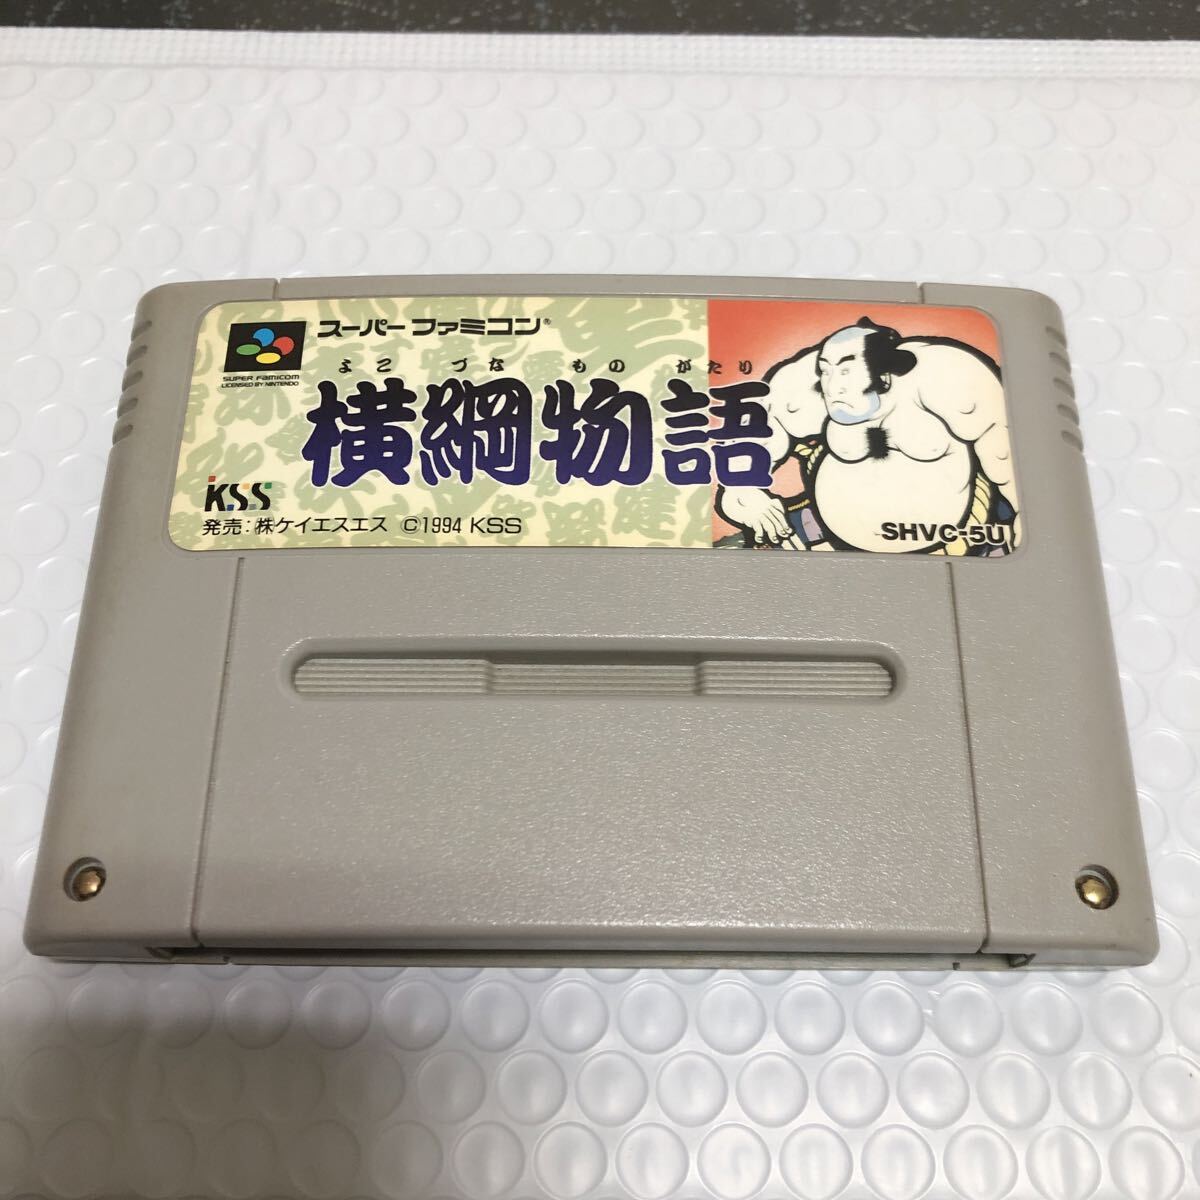 スーパーファミコン®
SUPER FAMICOM
LICENSED BY NINTENDO
よこ づな もの がたり
横綱物語
KSS
発売:㈱ケイエスエス ©1994 KSS
SHVC-5U